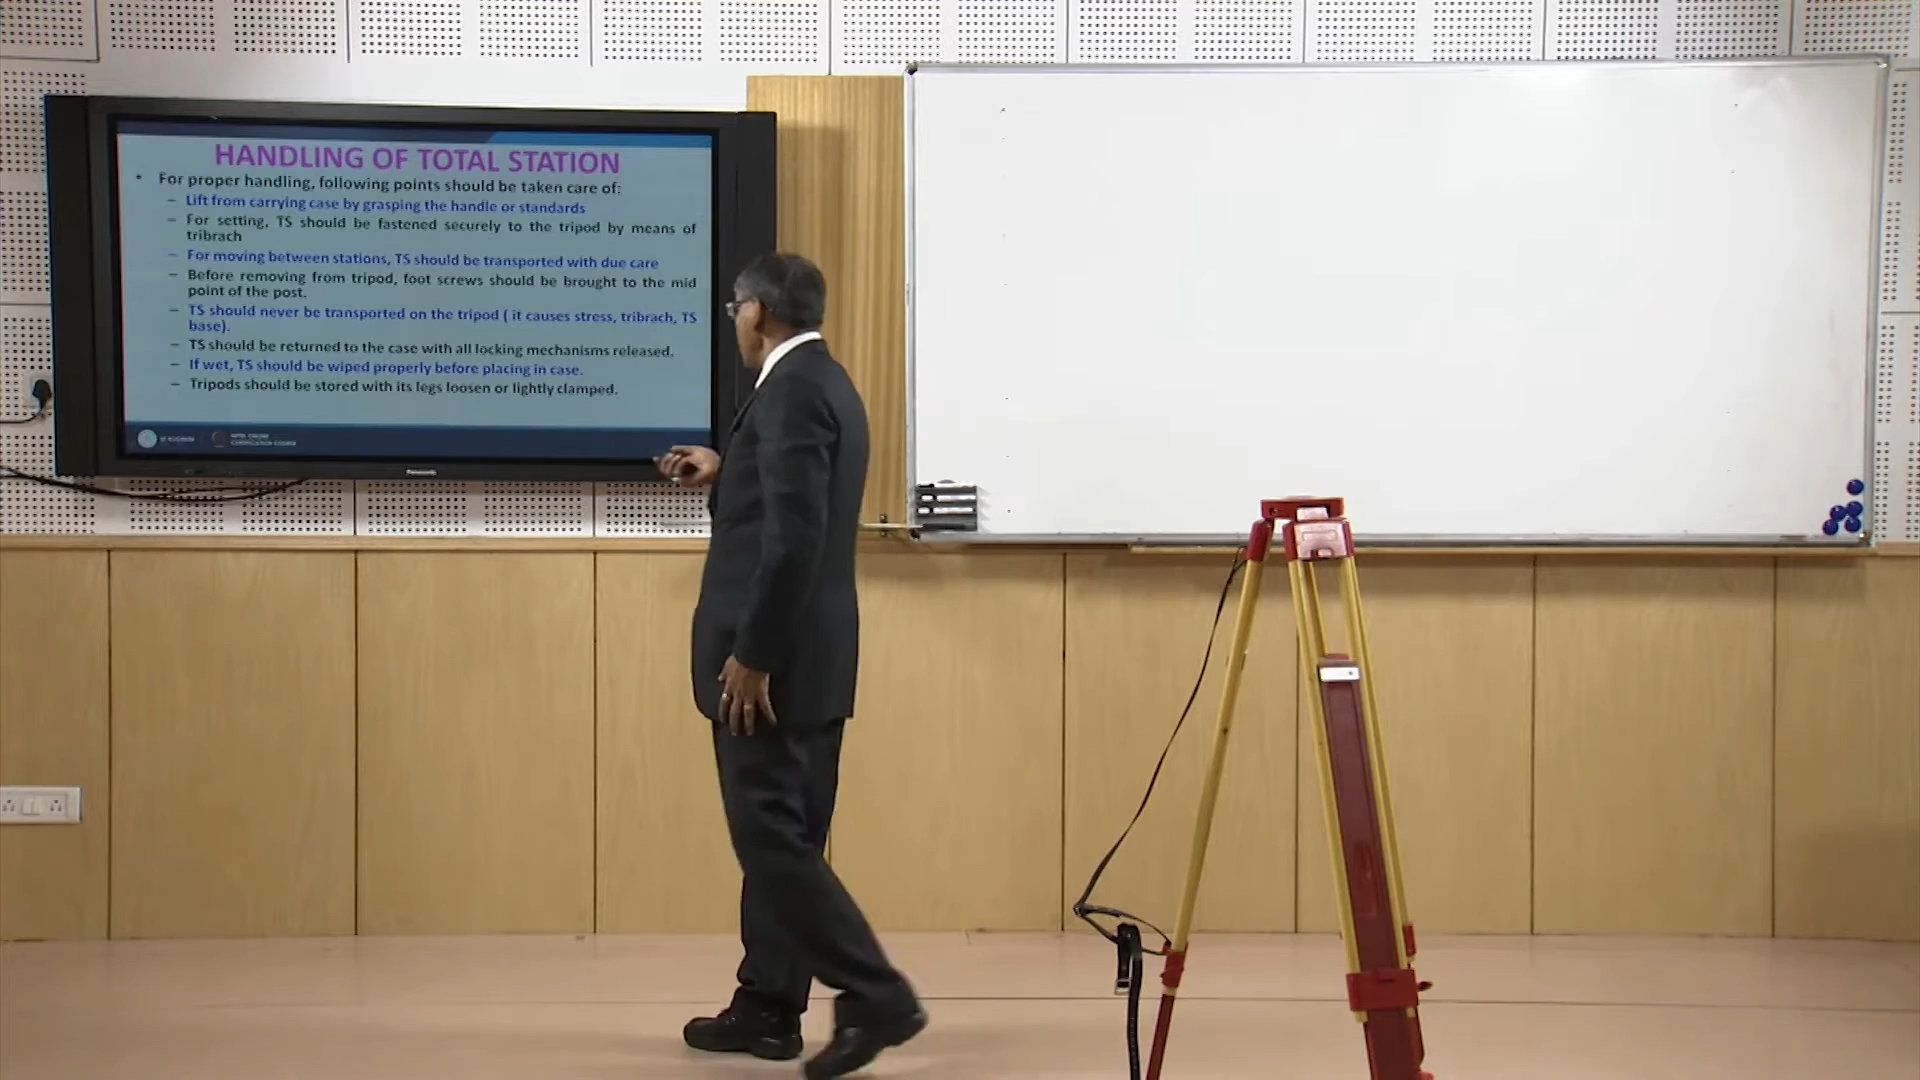 HANDLING OF TOTAL STATION
• For proper handling, following points should be taken care of:
– Lift from carrying case by grasping the handle or standards
– For setting, TS should be fastened securely to the tripod by means of
tribrach
– For moving between stations, TS should be transported with due care
– Before removing from tripod, foot screws should be brought to the mid
point of the post.
– TS should never be transported on the tripod ( it causes stress, tribrach, TS
base).
– TS should be returned to the case with all locking mechanisms released.
– If wet, TS should be wiped properly before placing in case.
– Tripods should be stored with its legs loosen or lightly clamped.
NPTEL ONLINE
CERTIFICATION COURSE
Panasonic